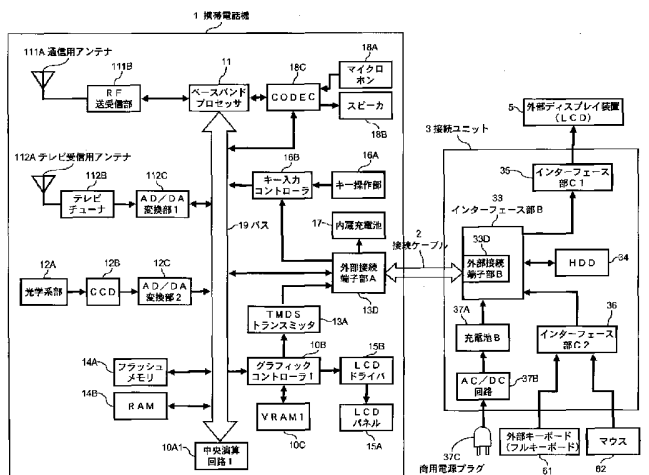 1 携帯電話機
111A 通信用アンテナ
111B
RF
送受信部
11
ベースバンド
プロセッサ
18C
CODEC
18A
マイクロ
ホン
スピーカ
18B
112A テレビ受信用アンテナ
112B
テレビ
チューナ
112C
AD/DA
変換部1
16B
キー入力
コントローラ
16A
キー操作部
17
内蔵充電池
19 バス
12A
光学系部
12B
CCD
12C
AD/DA
変換部2
外部接続
端子部A
13D
2
接続ケーブル
TMDS
トランスミッタ
13A
14A
フラッシュ
メモリ
14B
RAM
10B
グラフィック
コントローラ1
15B
LCD
ドライバ
VRAM1
10C
LCD
パネル
15A
10A1
中央演算
回路1
5
外部ディスプレイ装置
(LCD)
3 接続ユニット
35
インターフェース
部C1
33
インターフェース部B
33D
外部接続
端子部B
HDD
34
37A
充電池B
36
インターフェース
部C2
AC/DC
回路
37B
37C
商用電源プラグ
外部キーボード
(フルキーボード)
61
マウス
62